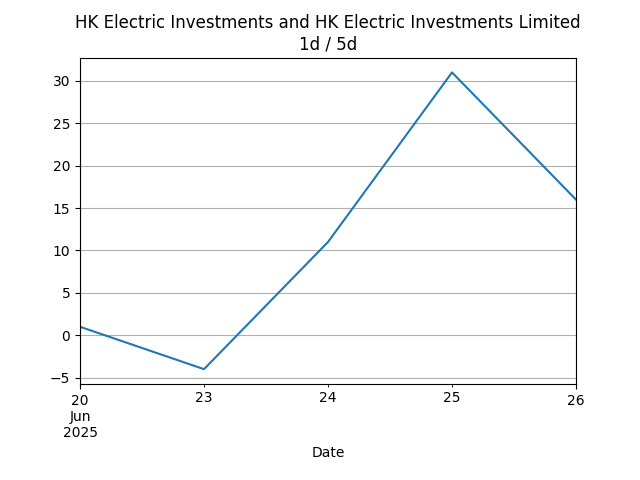 HK Electric Investments and HK Electric Investments Limited
1d / 5d
30
25
20
15
10
5
0
−5
20 23 24 25 26
Jun
2025
Date